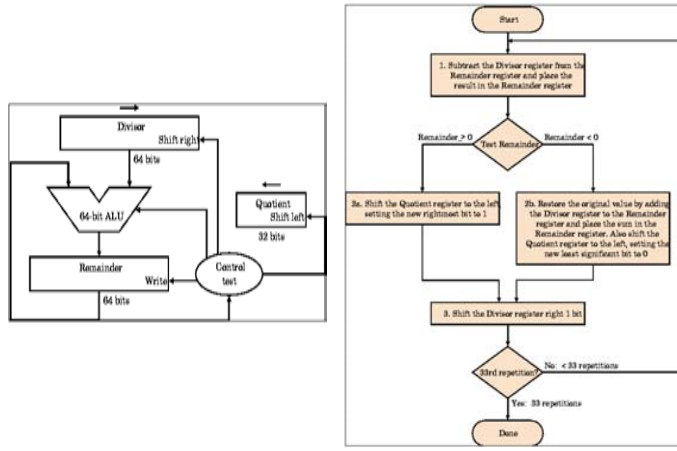 Divisor
Shift right
64 bits
64-bit ALU
Quotient
Shift left
32 bits
Remainder
Write
Control
test
64 bits
Start
1. Subtract the Divisor register from the
Remainder register and place the
result in the Remainder register
Remainder ≥ 0
Remainder < 0
Test Remainder
2a. Shift the Quotient register to the left,
setting the new rightmost bit to 1
2b. Restore the original value by adding
the Divisor register to the Remainder
register and place the sum in the
Remainder register. Also shift the
Quotient register to the left, setting the
new least significant bit to 0
3. Shift the Divisor register right 1 bit
33rd repetition?
No: < 33 repetitions
Yes: 33 repetitions
Done